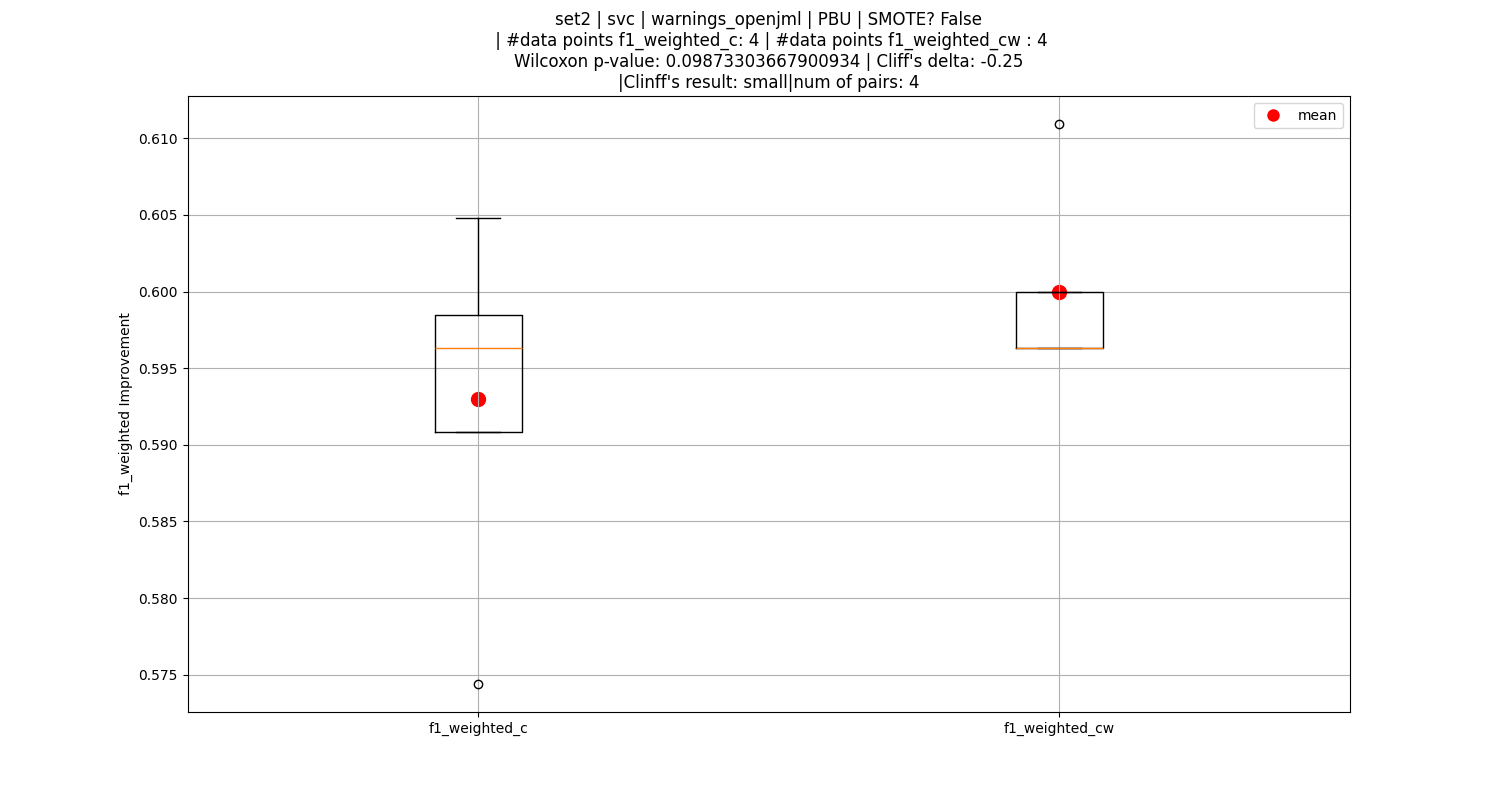 set2 | svc | warnings_openjml | PBU | SMOTE? False
| #data points f1_weighted_c: 4 | #data points f1_weighted_cw : 4
Wilcoxon p-value: 0.09873303667900934 | Cliff's delta: -0.25
|Clinff's result: small|num of pairs: 4
mean
f1_weighted Improvement
0.610
0.605
0.600
0.595
0.590
0.585
0.580
0.575
f1_weighted_c
f1_weighted_cw